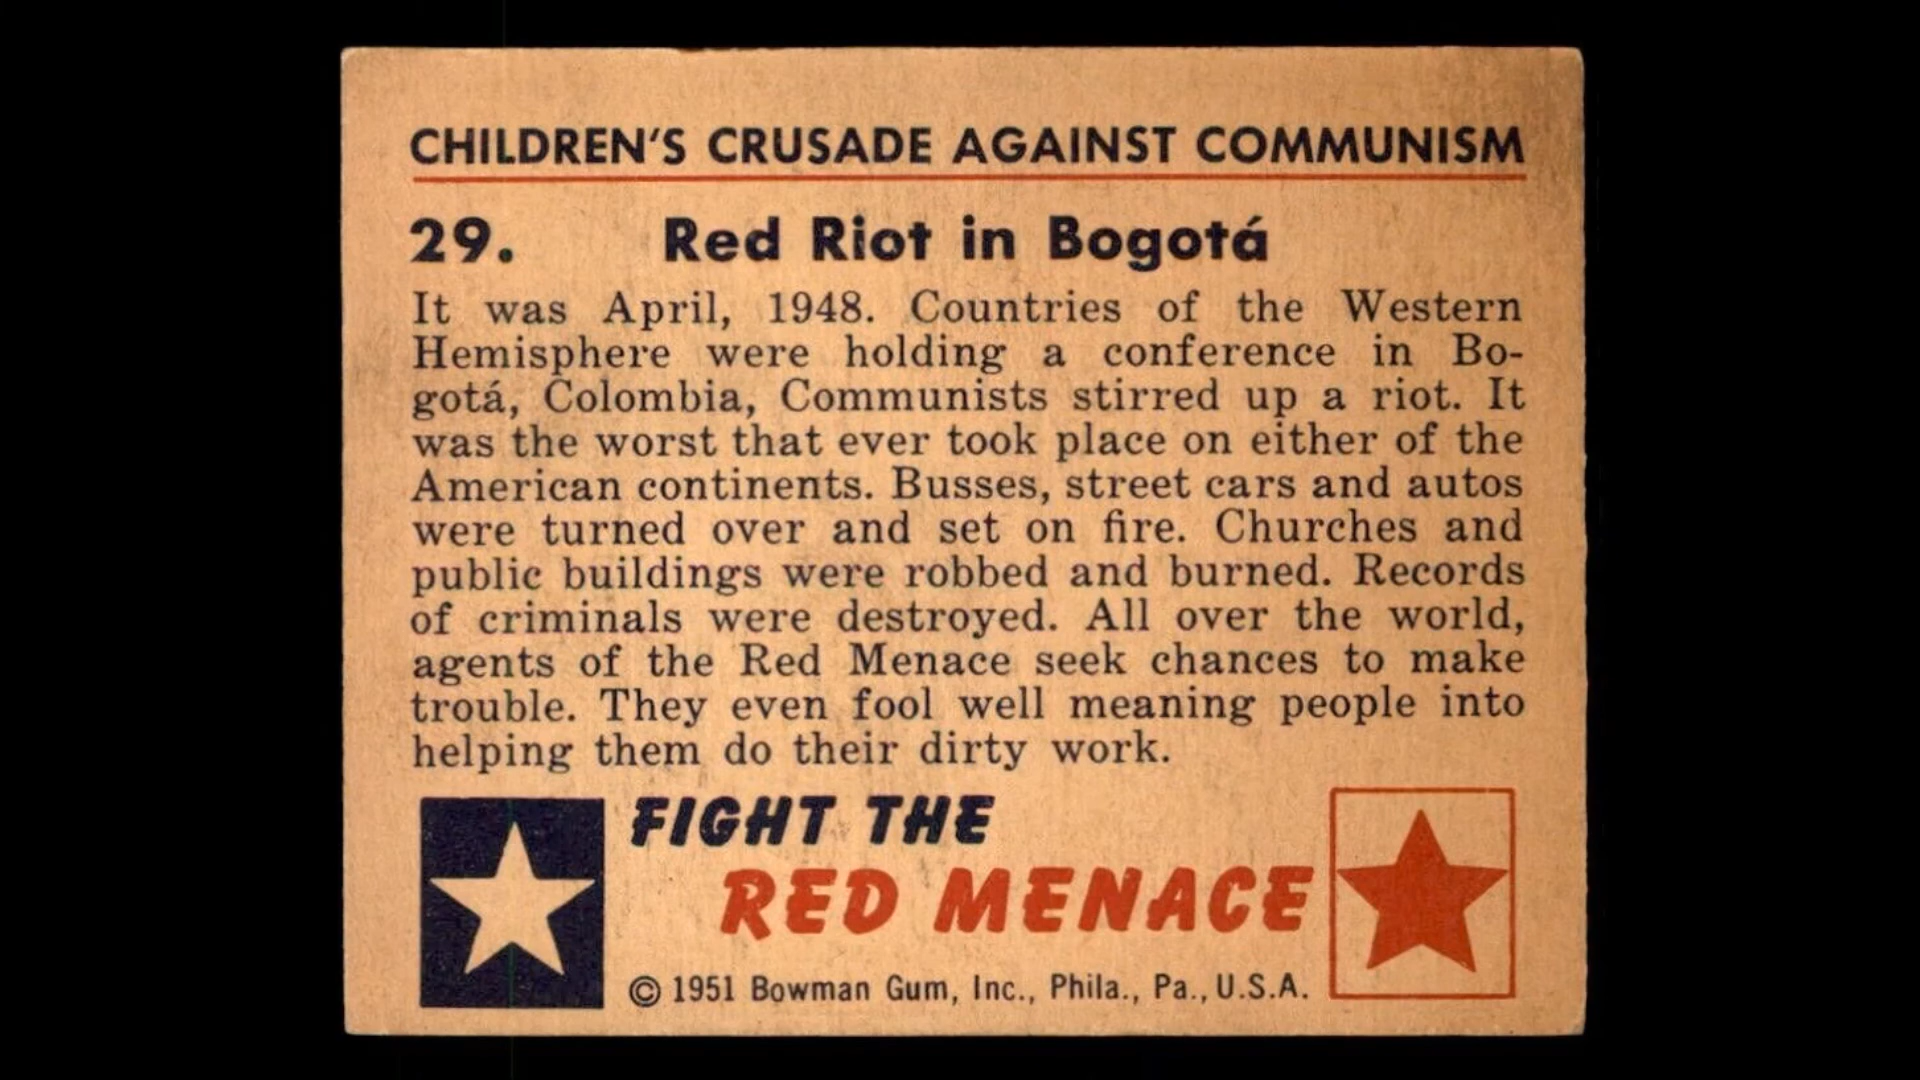 CHILDREN'S CRUSADE AGAINST COMMUNISM
29. Red Riot in Bogotá
It was April, 1948. Countries of the Western
Hemisphere were holding a conference in Bo-
gotá, Colombia, Communists stirred up a riot. It
was the worst that ever took place on either of the
American continents. Busses, street cars and autos
were turned over and set on fire. Churches and
public buildings were robbed and burned. Records
of criminals were destroyed. All over the world,
agents of the Red Menace seek chances to make
trouble. They even fool well meaning people into
helping them do their dirty work.
FIGHT THE
RED MENACE
© 1951 Bowman Gum, Inc., Phila., Pa., U.S.A.